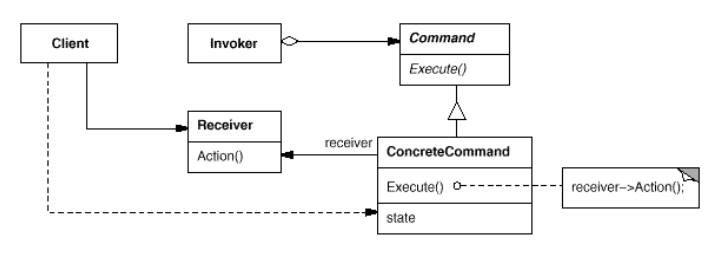 Client
Invoker
Command
Execute()
Receiver
Action()
receiver
ConcreteCommand
Execute()
state
receiver–>Action();